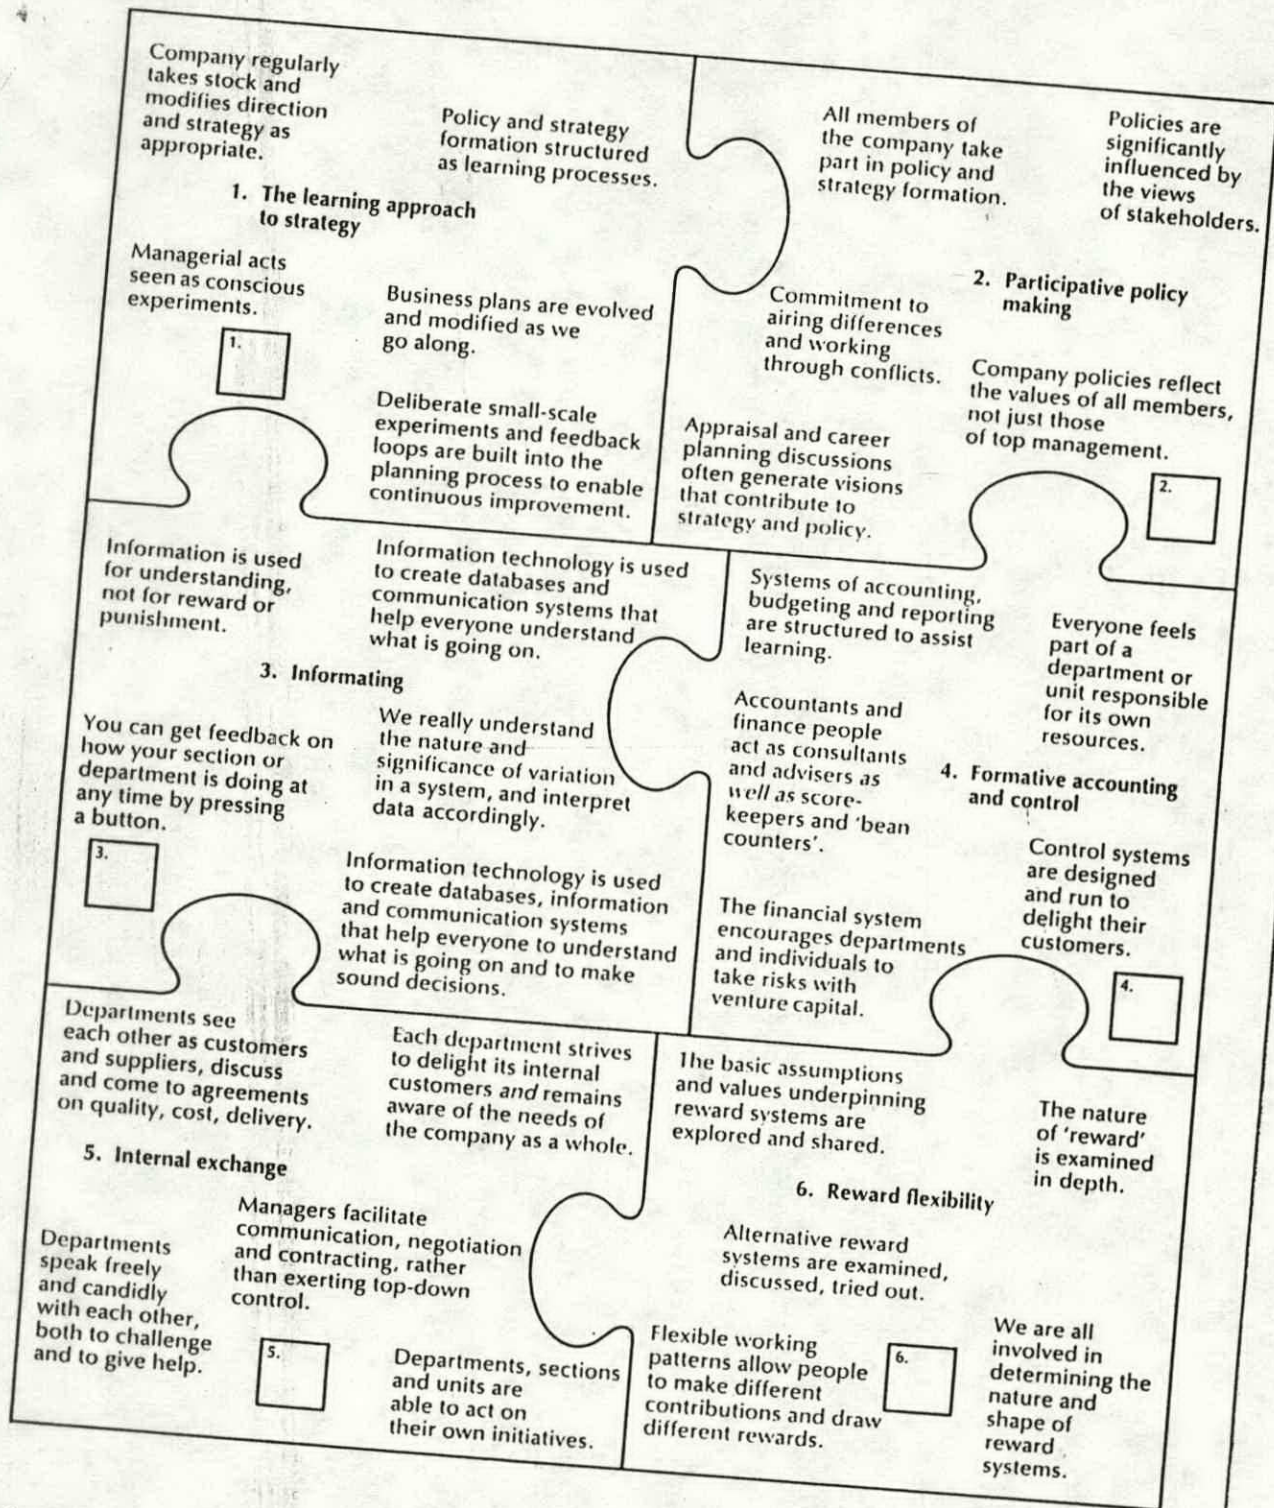 Company regularly
takes stock and
modifies direction
and strategy as
appropriate.
Policy and strategy
formation structured
as learning processes.
1. The learning approach
to strategy
Managerial acts
seen as conscious
experiments.
Business plans are evolved
and modified as we
go along.
1.
Deliberate small-scale
experiments and feedback
loops are built into the
planning process to enable
continuous improvement.
All members of
the company take
part in policy and
strategy formation.
Policies are
significantly
influenced by
the views
of stakeholders.
2. Participative policy
making
Commitment to
airing differences
and working
through conflicts.
Company policies reflect
the values of all members,
not just those
of top management.
Appraisal and career
planning discussions
often generate visions
that contribute to
strategy and policy.
2.
Information is used
for understanding,
not for reward or
punishment.
Information technology is used
to create databases and
communication systems that
help everyone understand
what is going on.
3. Informating
You can get feedback on
how your section or
department is doing at
any time by pressing
a button.
We really understand
the nature and
significance of variation
in a system, and interpret
data accordingly.
3.
Information technology is used
to create databases, information
and communication systems
that help everyone to understand
what is going on and to make
sound decisions.
Systems of accounting,
budgeting and reporting
are structured to assist
learning.
Everyone feels
part of a
department or
unit responsible
for its own
resources.
Accountants and
finance people
act as consultants
and advisers as
well as score-
keepers and ‘bean
counters’.
4. Formative accounting
and control
Control systems
are designed
and run to
delight their
customers.
The financial system
encourages departments
and individuals to
take risks with
venture capital.
4.
Departments see
each other as customers
and suppliers, discuss
and come to agreements
on quality, cost, delivery.
Each department strives
to delight its internal
customers and remains
aware of the needs of
the company as a whole.
5. Internal exchange
Managers facilitate
communication, negotiation
and contracting, rather
than exerting top-down
control.
Departments
speak freely
and candidly
with each other,
both to challenge
and to give help.
5.
Departments, sections
and units are
able to act on
their own initiatives.
The basic assumptions
and values underpinning
reward systems are
explored and shared.
The nature
of ‘reward’
is examined
in depth.
6. Reward flexibility
Alternative reward
systems are examined,
discussed, tried out.
Flexible working
patterns allow people
to make different
contributions and draw
different rewards.
6.
We are all
involved in
determining the
nature and
shape of
reward
systems.